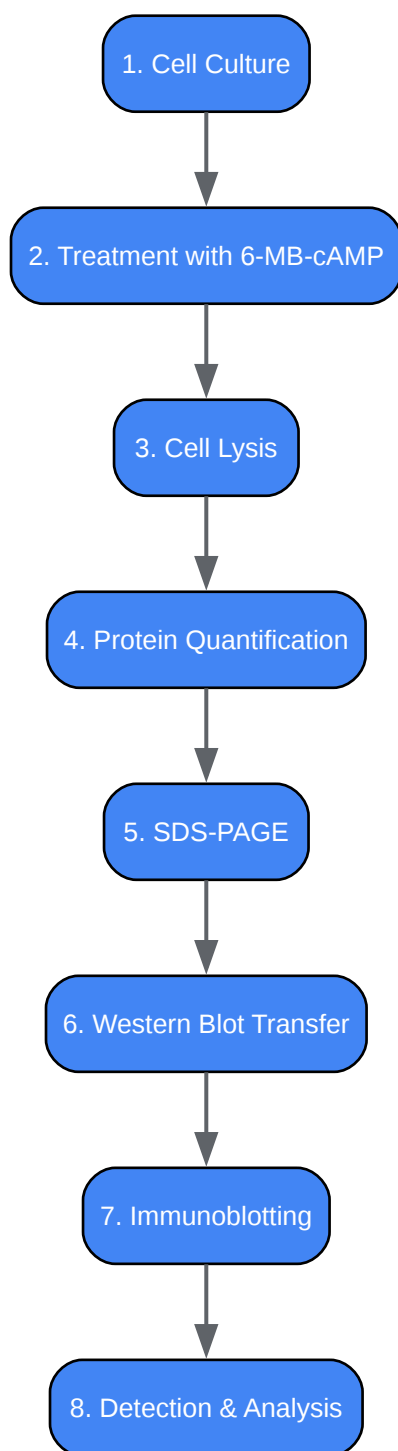 1. Cell Culture
2. Treatment with 6-MB-cAMP
3. Cell Lysis
4. Protein Quantification
5. SDS-PAGE
6. Western Blot Transfer
7. Immunoblotting
8. Detection & Analysis